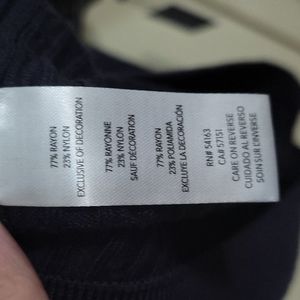 77% RAYON
23% NYLON
EXCLUSIVE OF DECORATION
77% RAYONNE
23% NYLON
SAUF DÉCORATION
77% RAYON
23% POLIAMIDA
EXCLUYE LA DECORACIÓN
RN# 54163
CA# 57151
CARE ON REVERSE
CUIDADO AL REVERSO
SOIN SUR L'INVERSE